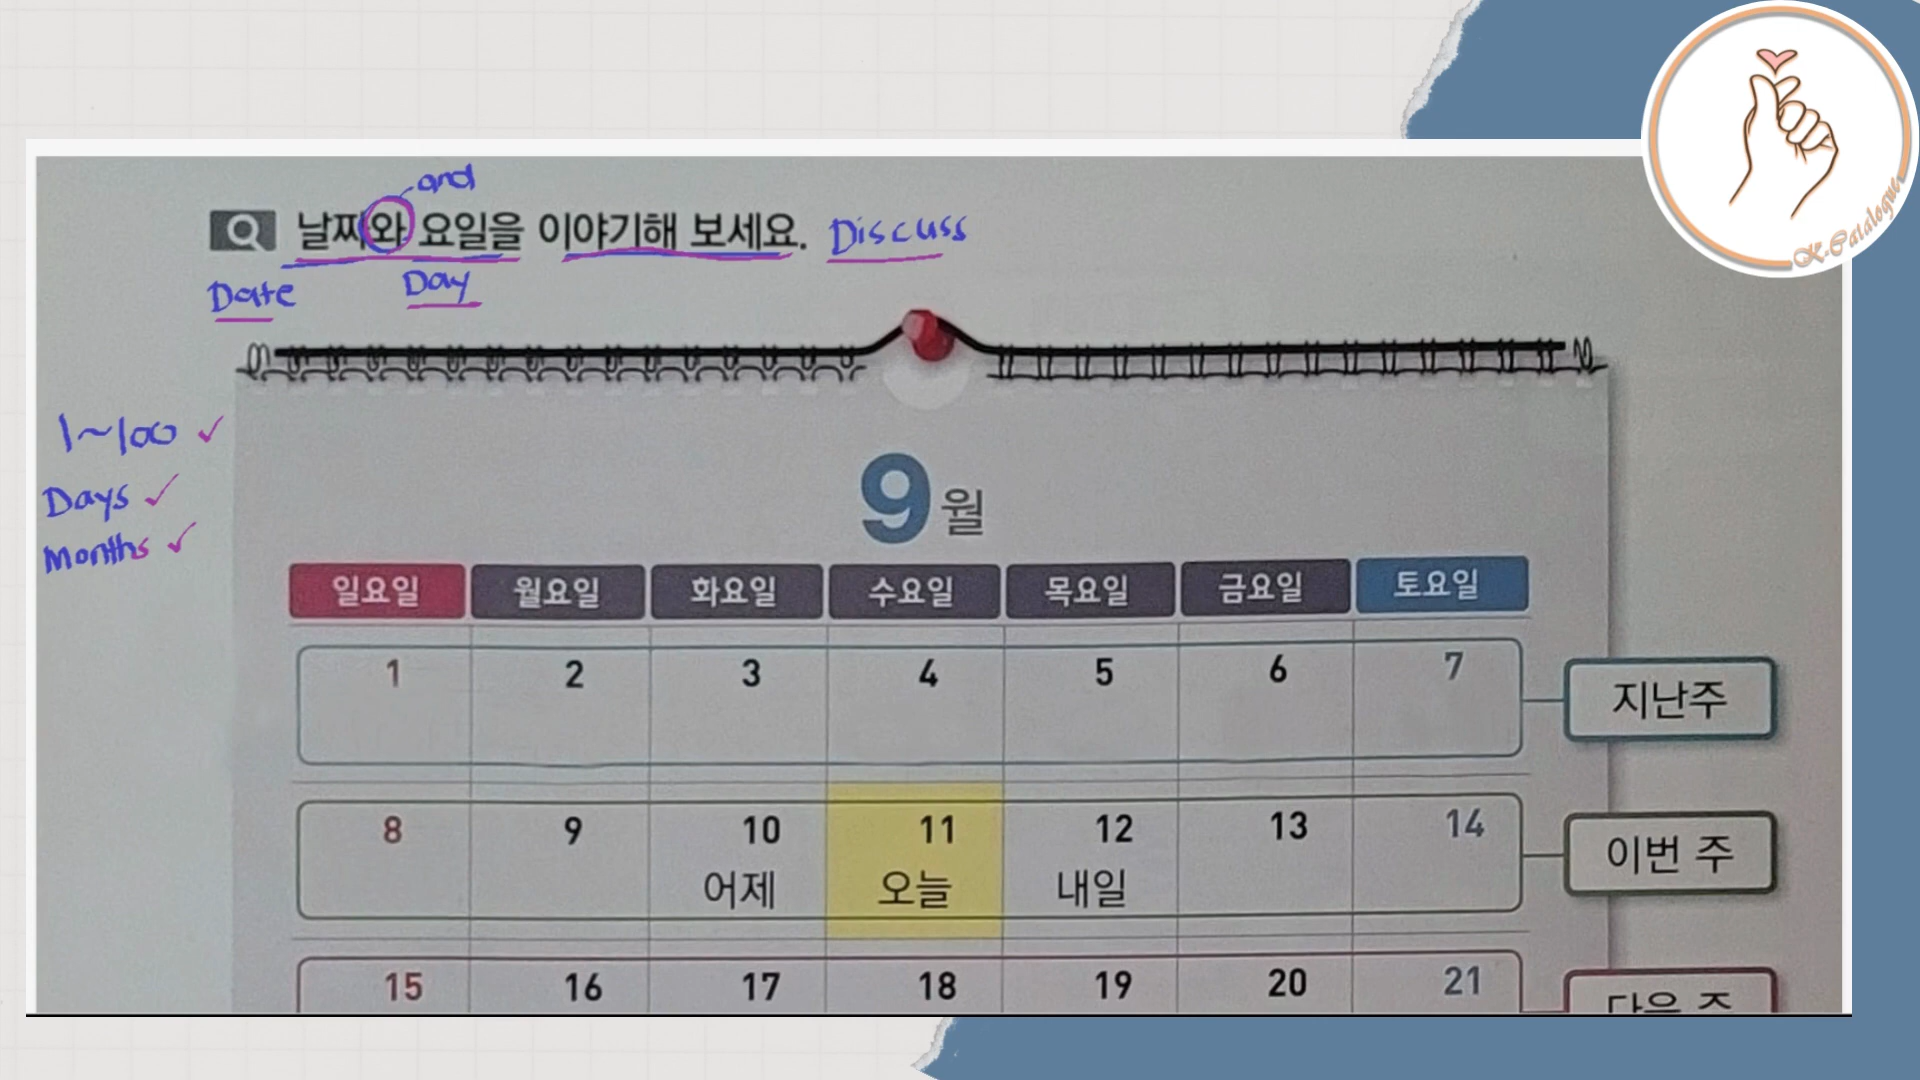 and
날짜와 요일을 이야기해 보세요. Discuss
Date Day
1~100 ✓
Days ✓
Months ✓
9월
일요일 월요일 화요일 수요일 목요일 금요일 토요일
1 2 3 4 5 6 7 지난주
8 9 10 11 12 13 14 이번 주
어제 오늘 내일
15 16 17 18 19 20 21
다음 주
K-Catalogue